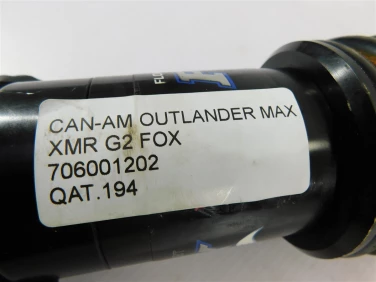 CAN-AM OUTLANDER MAX
XMR G2 FOX
706001202
QAT.194